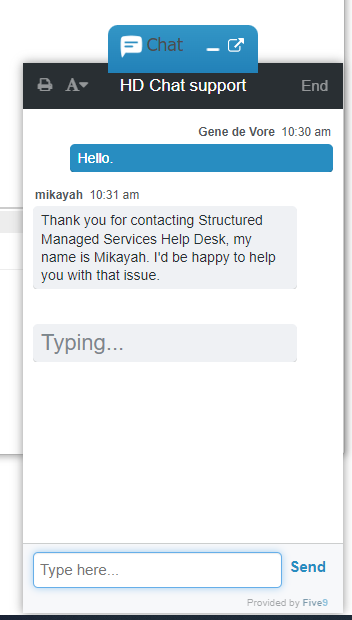 Chat
A
HD Chat support
End
Gene de Vore 10:30 am
Hello.
mikayah 10:31 am
Thank you for contacting Structured
Managed Services Help Desk, my
name is Mikayah. I'd be happy to help
you with that issue.
Typing...
Type here...
Send
Provided by Five9